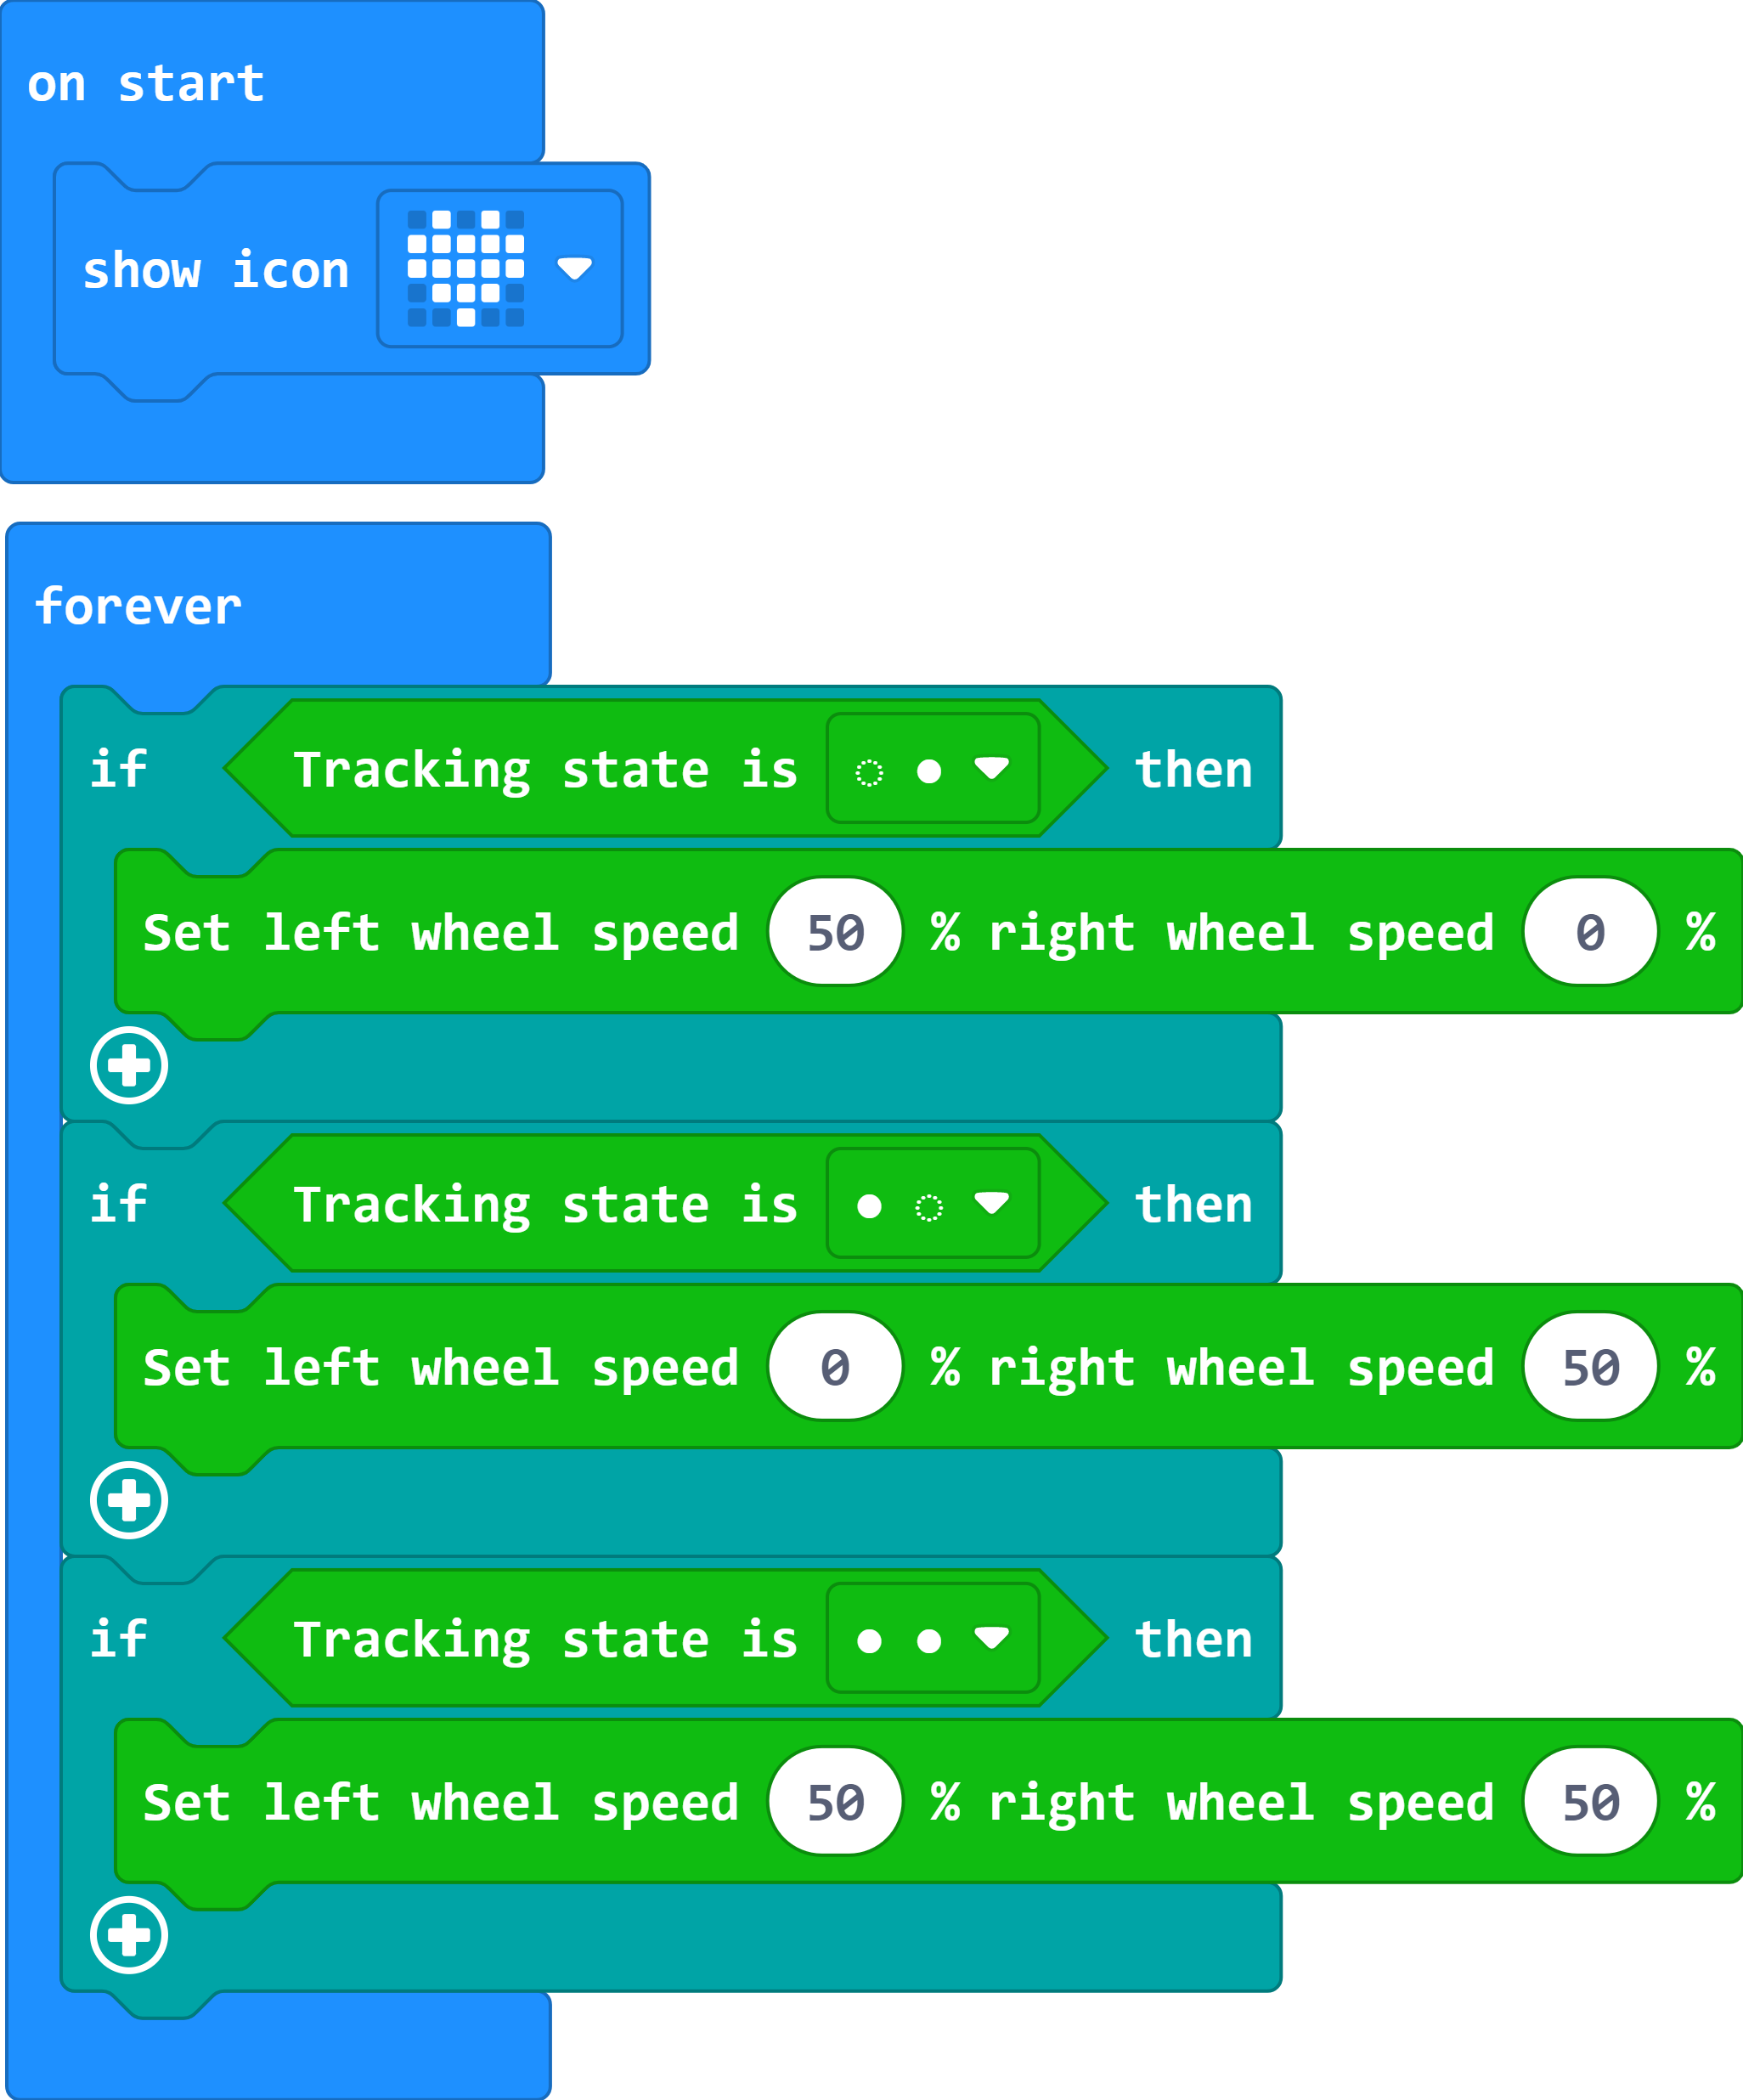 on start
show icon
forever
if Tracking state is ◌ ● then
Set left wheel speed 50 % right wheel speed 0 %
if Tracking state is ● ◌ then
Set left wheel speed 0 % right wheel speed 50 %
if Tracking state is ● ● then
Set left wheel speed 50 % right wheel speed 50 %